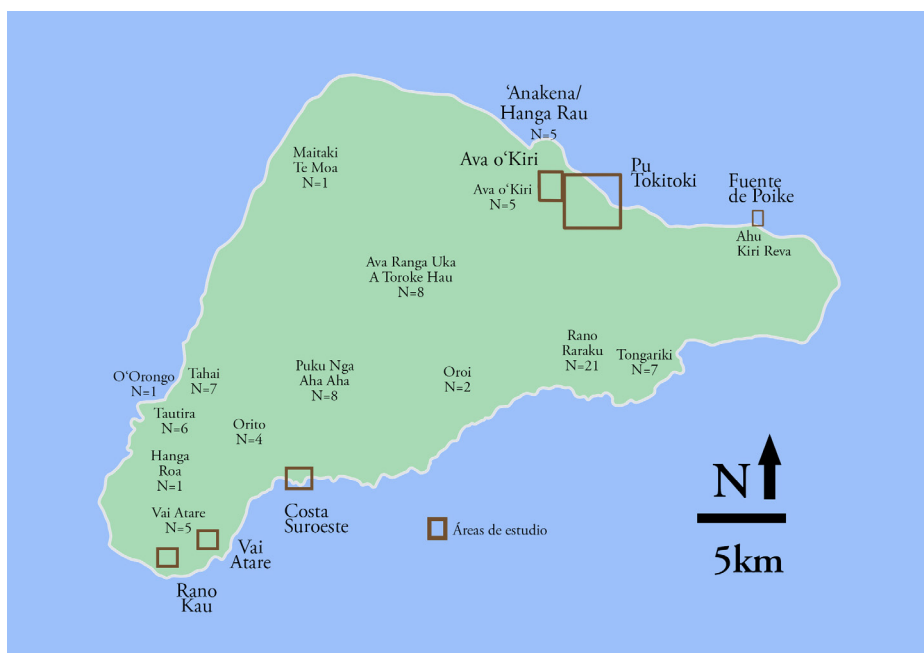 ‘Anakena/
Hanga Rau
N=5
Maitaki
Te Moa
N=1
Ava o‘Kiri
Ava o‘Kiri
N=5
Pu
Tokitoki
Fuente
de Poike
Ahu
Kiri Reva
Ava Ranga Uka
A Toroke Hau
N=8
Rano
Raraku
N=21
Tongariki
N=7
O‘Orongo
N=1
Tahai
N=7
Puku Nga
Aha Aha
N=8
Oroi
N=2
Tautira
N=6
Orito
N=4
Hanga
Roa
N=1
Vai Atare
N=5
Costa
Suroeste
Vai
Atare
Rano
Kau
Áreas de estudio
N
5km